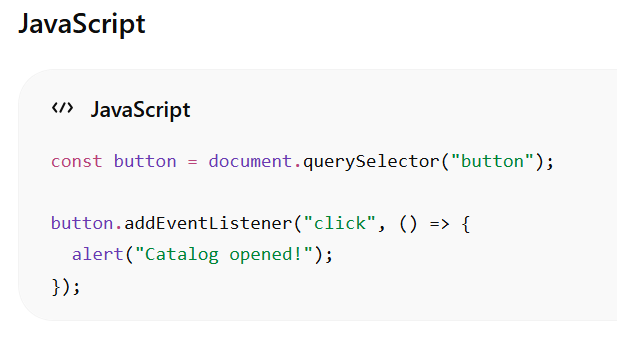 JavaScript
</> JavaScript
const button = document.querySelector("button");
button.addEventListener("click", () => {
  alert("Catalog opened!");
});